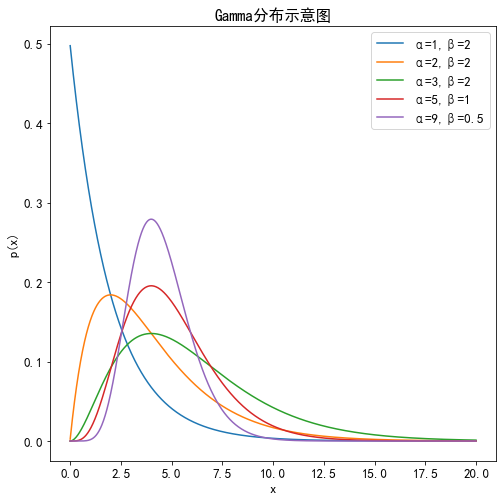 Gamma分布示意图
α=1, β=2
α=2, β=2
α=3, β=2
α=5, β=1
α=9, β=0.5
p(x)
0.5
0.4
0.3
0.2
0.1
0.0
0.0 2.5 5.0 7.5 10.0 12.5 15.0 17.5 20.0
x